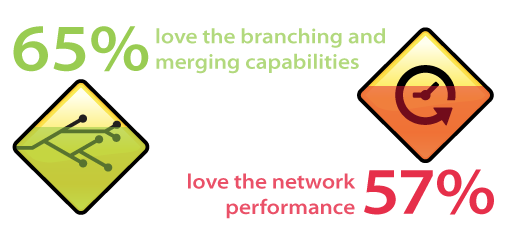 65% love the branching and
merging capabilities
love the network 57%
performance